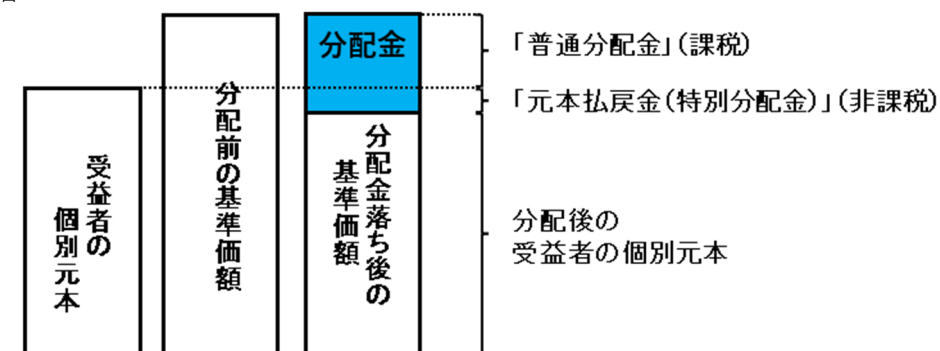 受益者の
個別元本
分配前の基準価額
分配金
分配金落ち後の
基準価額
「普通分配金」(課税)
「元本払戻金(特別分配金)」(非課税)
分配後の
受益者の個別元本